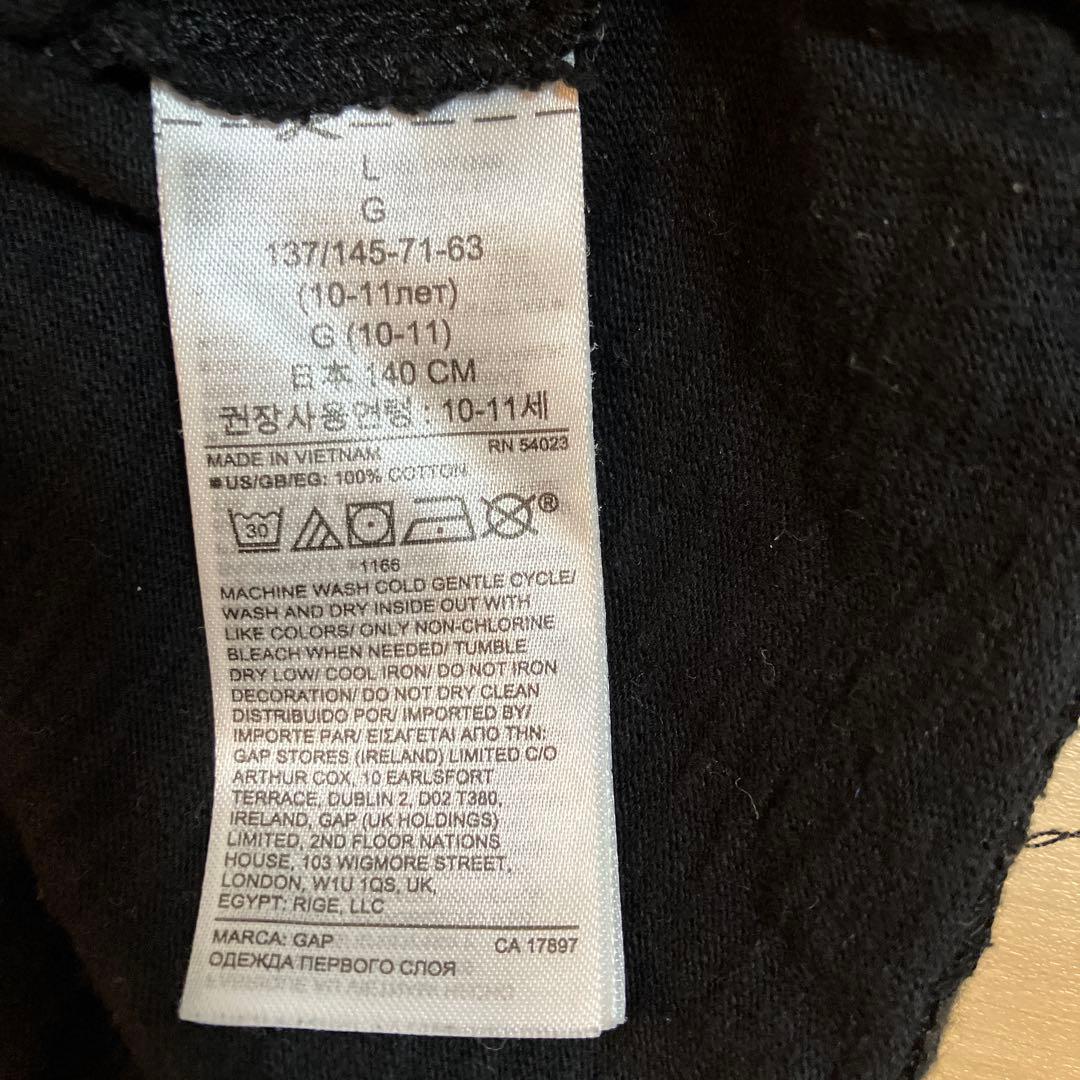 L
G
137/145-71-63
(10-11лет)
G (10-11)
日本 140 CM
권장사용연령 : 10-11세
RN 54023
MADE IN VIETNAM
US/GB/EG: 100% COTTON
30
®
1166
MACHINE WASH COLD GENTLE CYCLE/
WASH AND DRY INSIDE OUT WITH
LIKE COLORS/ ONLY NON-CHLORINE
BLEACH WHEN NEEDED/ TUMBLE
DRY LOW/ COOL IRON/ DO NOT IRON
DECORATION/ DO NOT DRY CLEAN
DISTRIBUIDO POR/ IMPORTED BY/
IMPORTE PAR/ ΕΙΣΑΓΕΤΑΙ ΑΠΟ ΤΗΝ:
GAP STORES (IRELAND) LIMITED C/O
ARTHUR COX, 10 EARLSFORT
TERRACE, DUBLIN 2, D02 T380,
IRELAND, GAP (UK HOLDINGS)
LIMITED, 2ND FLOOR NATIONS
HOUSE, 103 WIGMORE STREET,
LONDON, W1U 1QS, UK,
EGYPT: RIGE, LLC
MARCA: GAP CA 17897
ОДЕЖДА ПЕРВОГО СЛОЯ